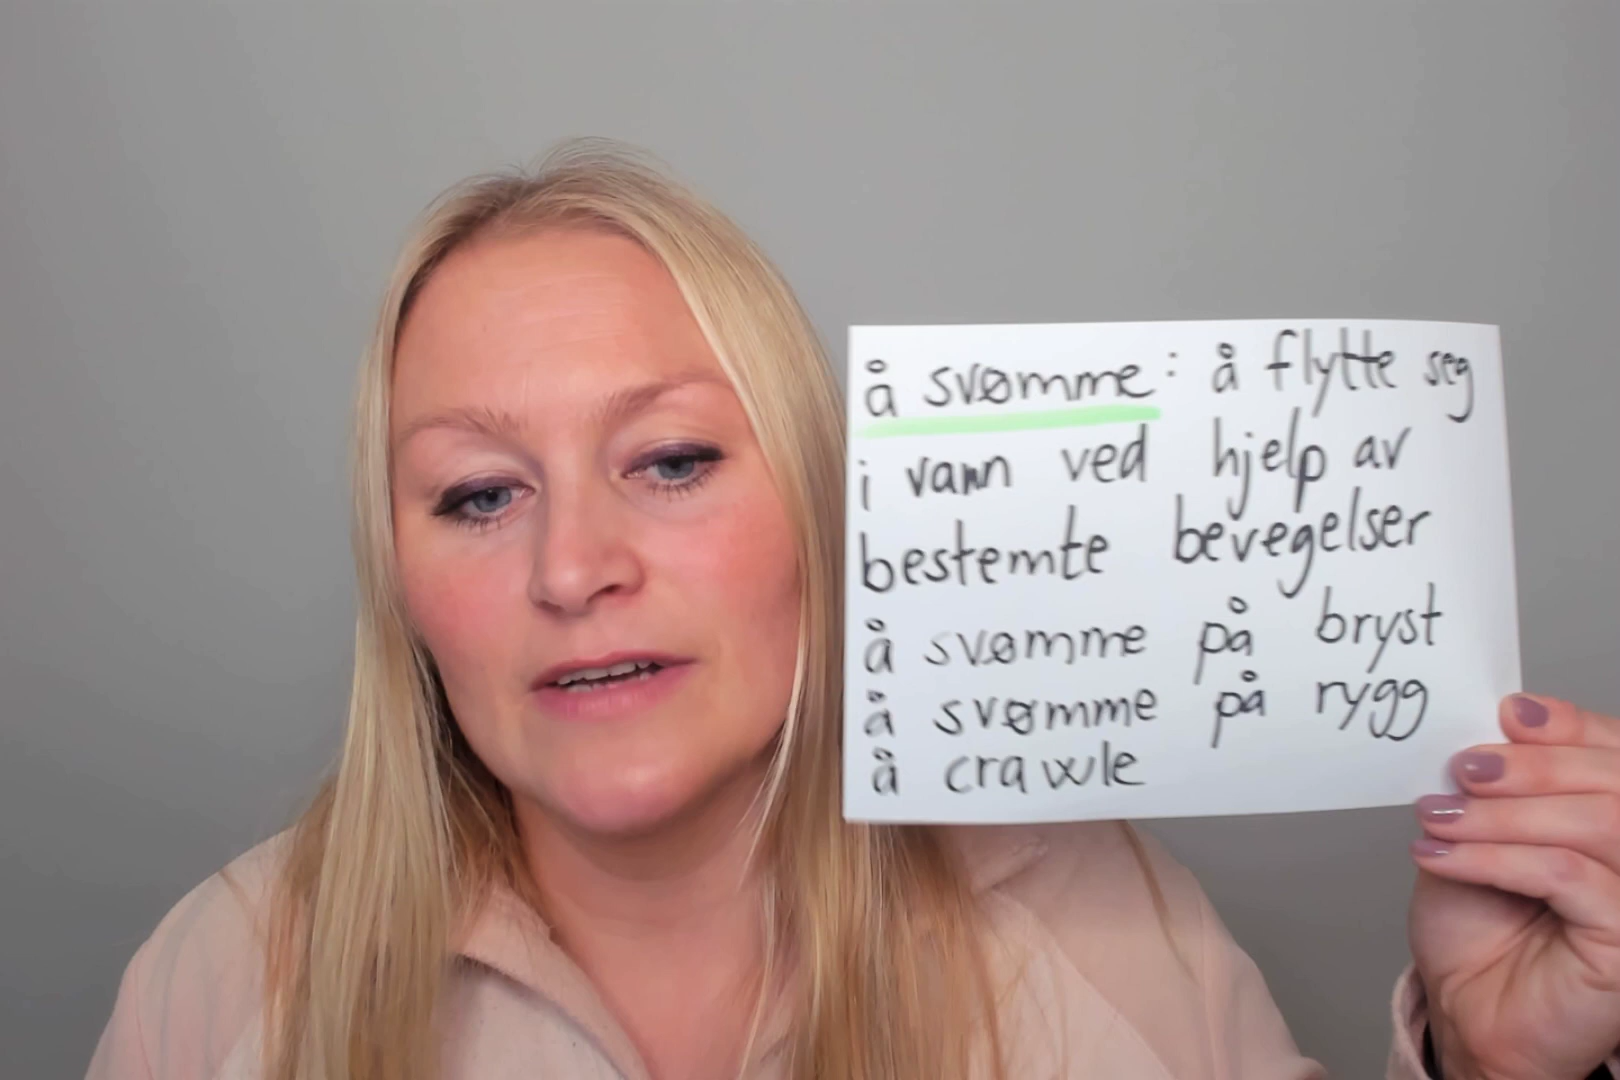 å svømme: å flytte seg
i vann ved hjelp av
bestemte bevegelser
å svømme på bryst
å svømme på rygg
å crawle